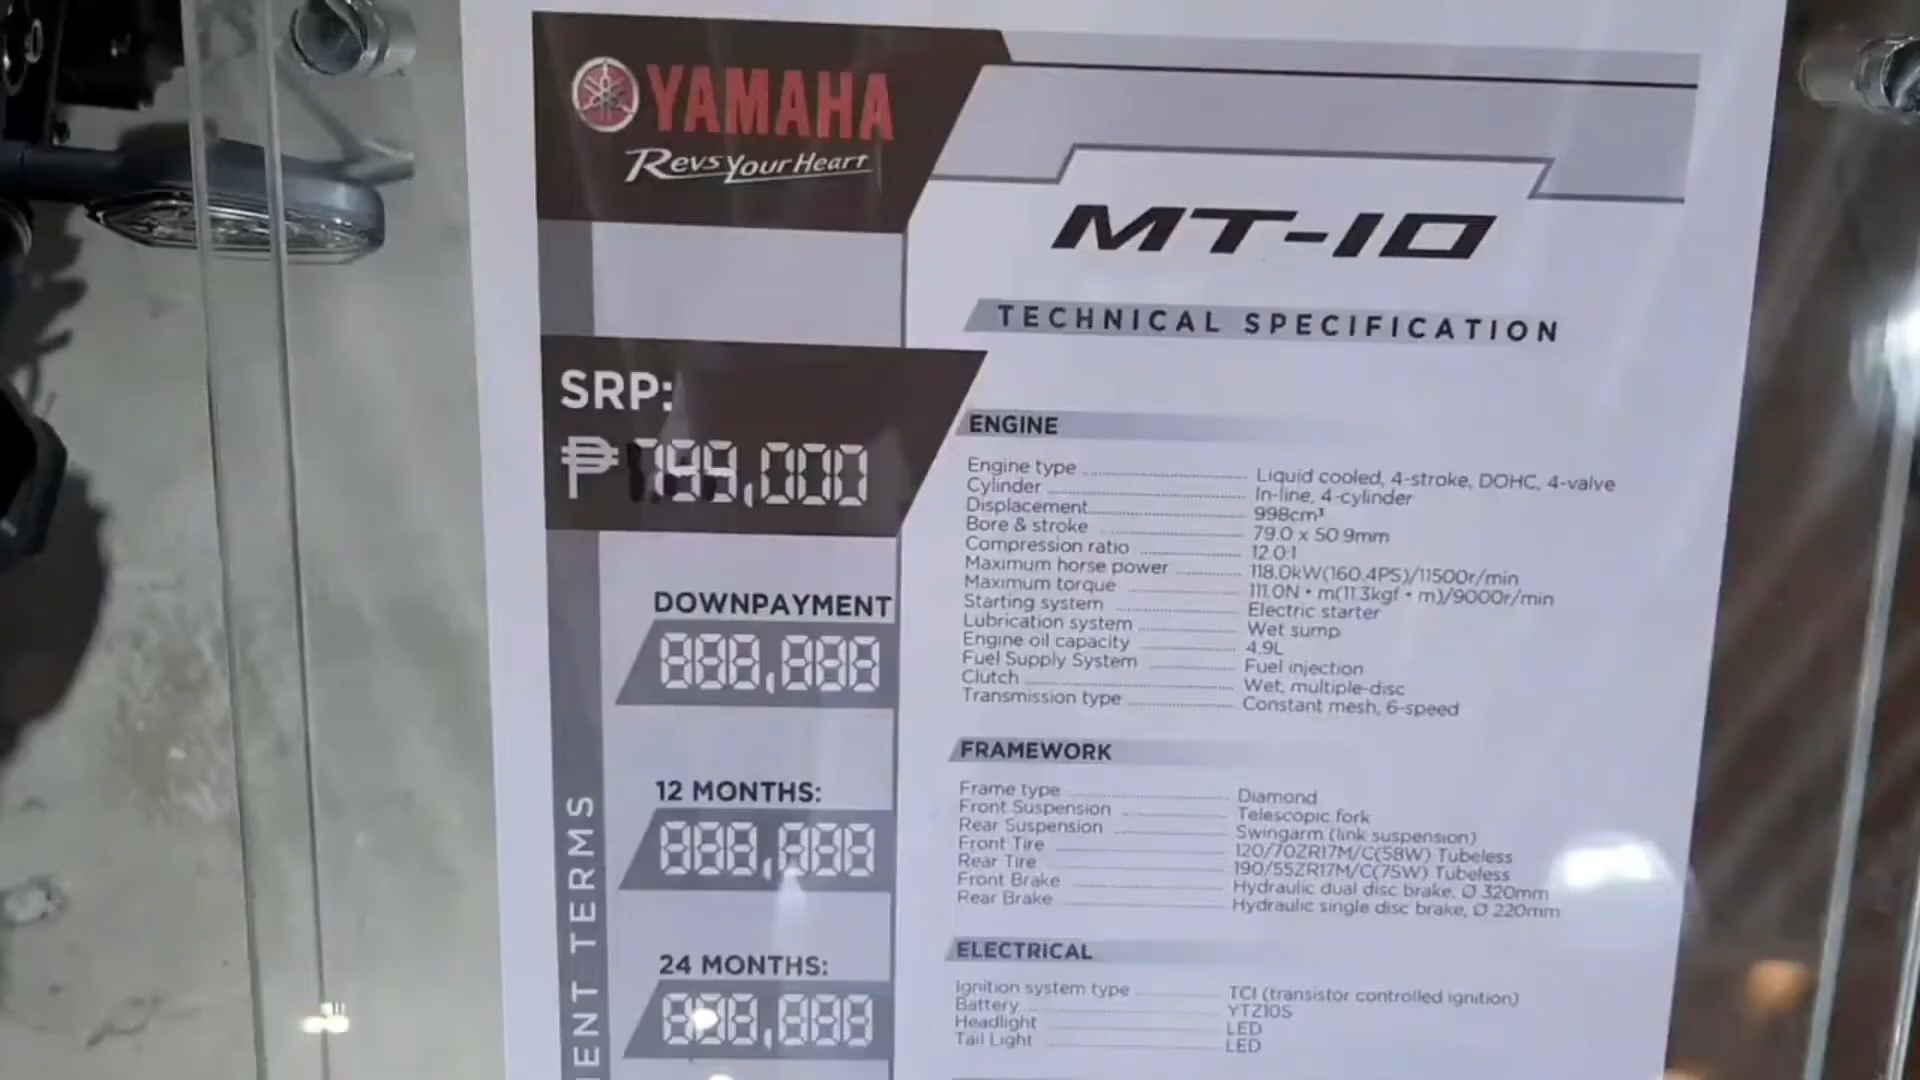 YAMAHA
Revs Your Heart
MT-10
TECHNICAL SPECIFICATION
SRP:
₱ 799,000
DOWNPAYMENT
888,888
12 MONTHS:
888,888
24 MONTHS:
888,888
ENT TERMS
ENGINE
Engine type Liquid cooled, 4-stroke, DOHC, 4-valve
Cylinder In-line, 4-cylinder
Displacement 998cm³
Bore & stroke 79.0 x 50.9mm
Compression ratio 12.0:1
Maximum horse power 118.0kW(160.4PS)/11500r/min
Maximum torque 111.0N • m(11.3kgf • m)/9000r/min
Starting system Electric starter
Lubrication system Wet sump
Engine oil capacity 4.9L
Fuel Supply System Fuel injection
Clutch Wet, multiple-disc
Transmission type Constant mesh, 6-speed
FRAMEWORK
Frame type Diamond
Front Suspension Telescopic fork
Rear Suspension Swingarm (link suspension)
Front Tire 120/70ZR17M/C(58W) Tubeless
Rear Tire 190/55ZR17M/C(75W) Tubeless
Front Brake Hydraulic dual disc brake, Ø 320mm
Rear Brake Hydraulic single disc brake, Ø 220mm
ELECTRICAL
Ignition system type TCI (transistor controlled ignition)
Battery YTZ10S
Headlight LED
Tail Light LED